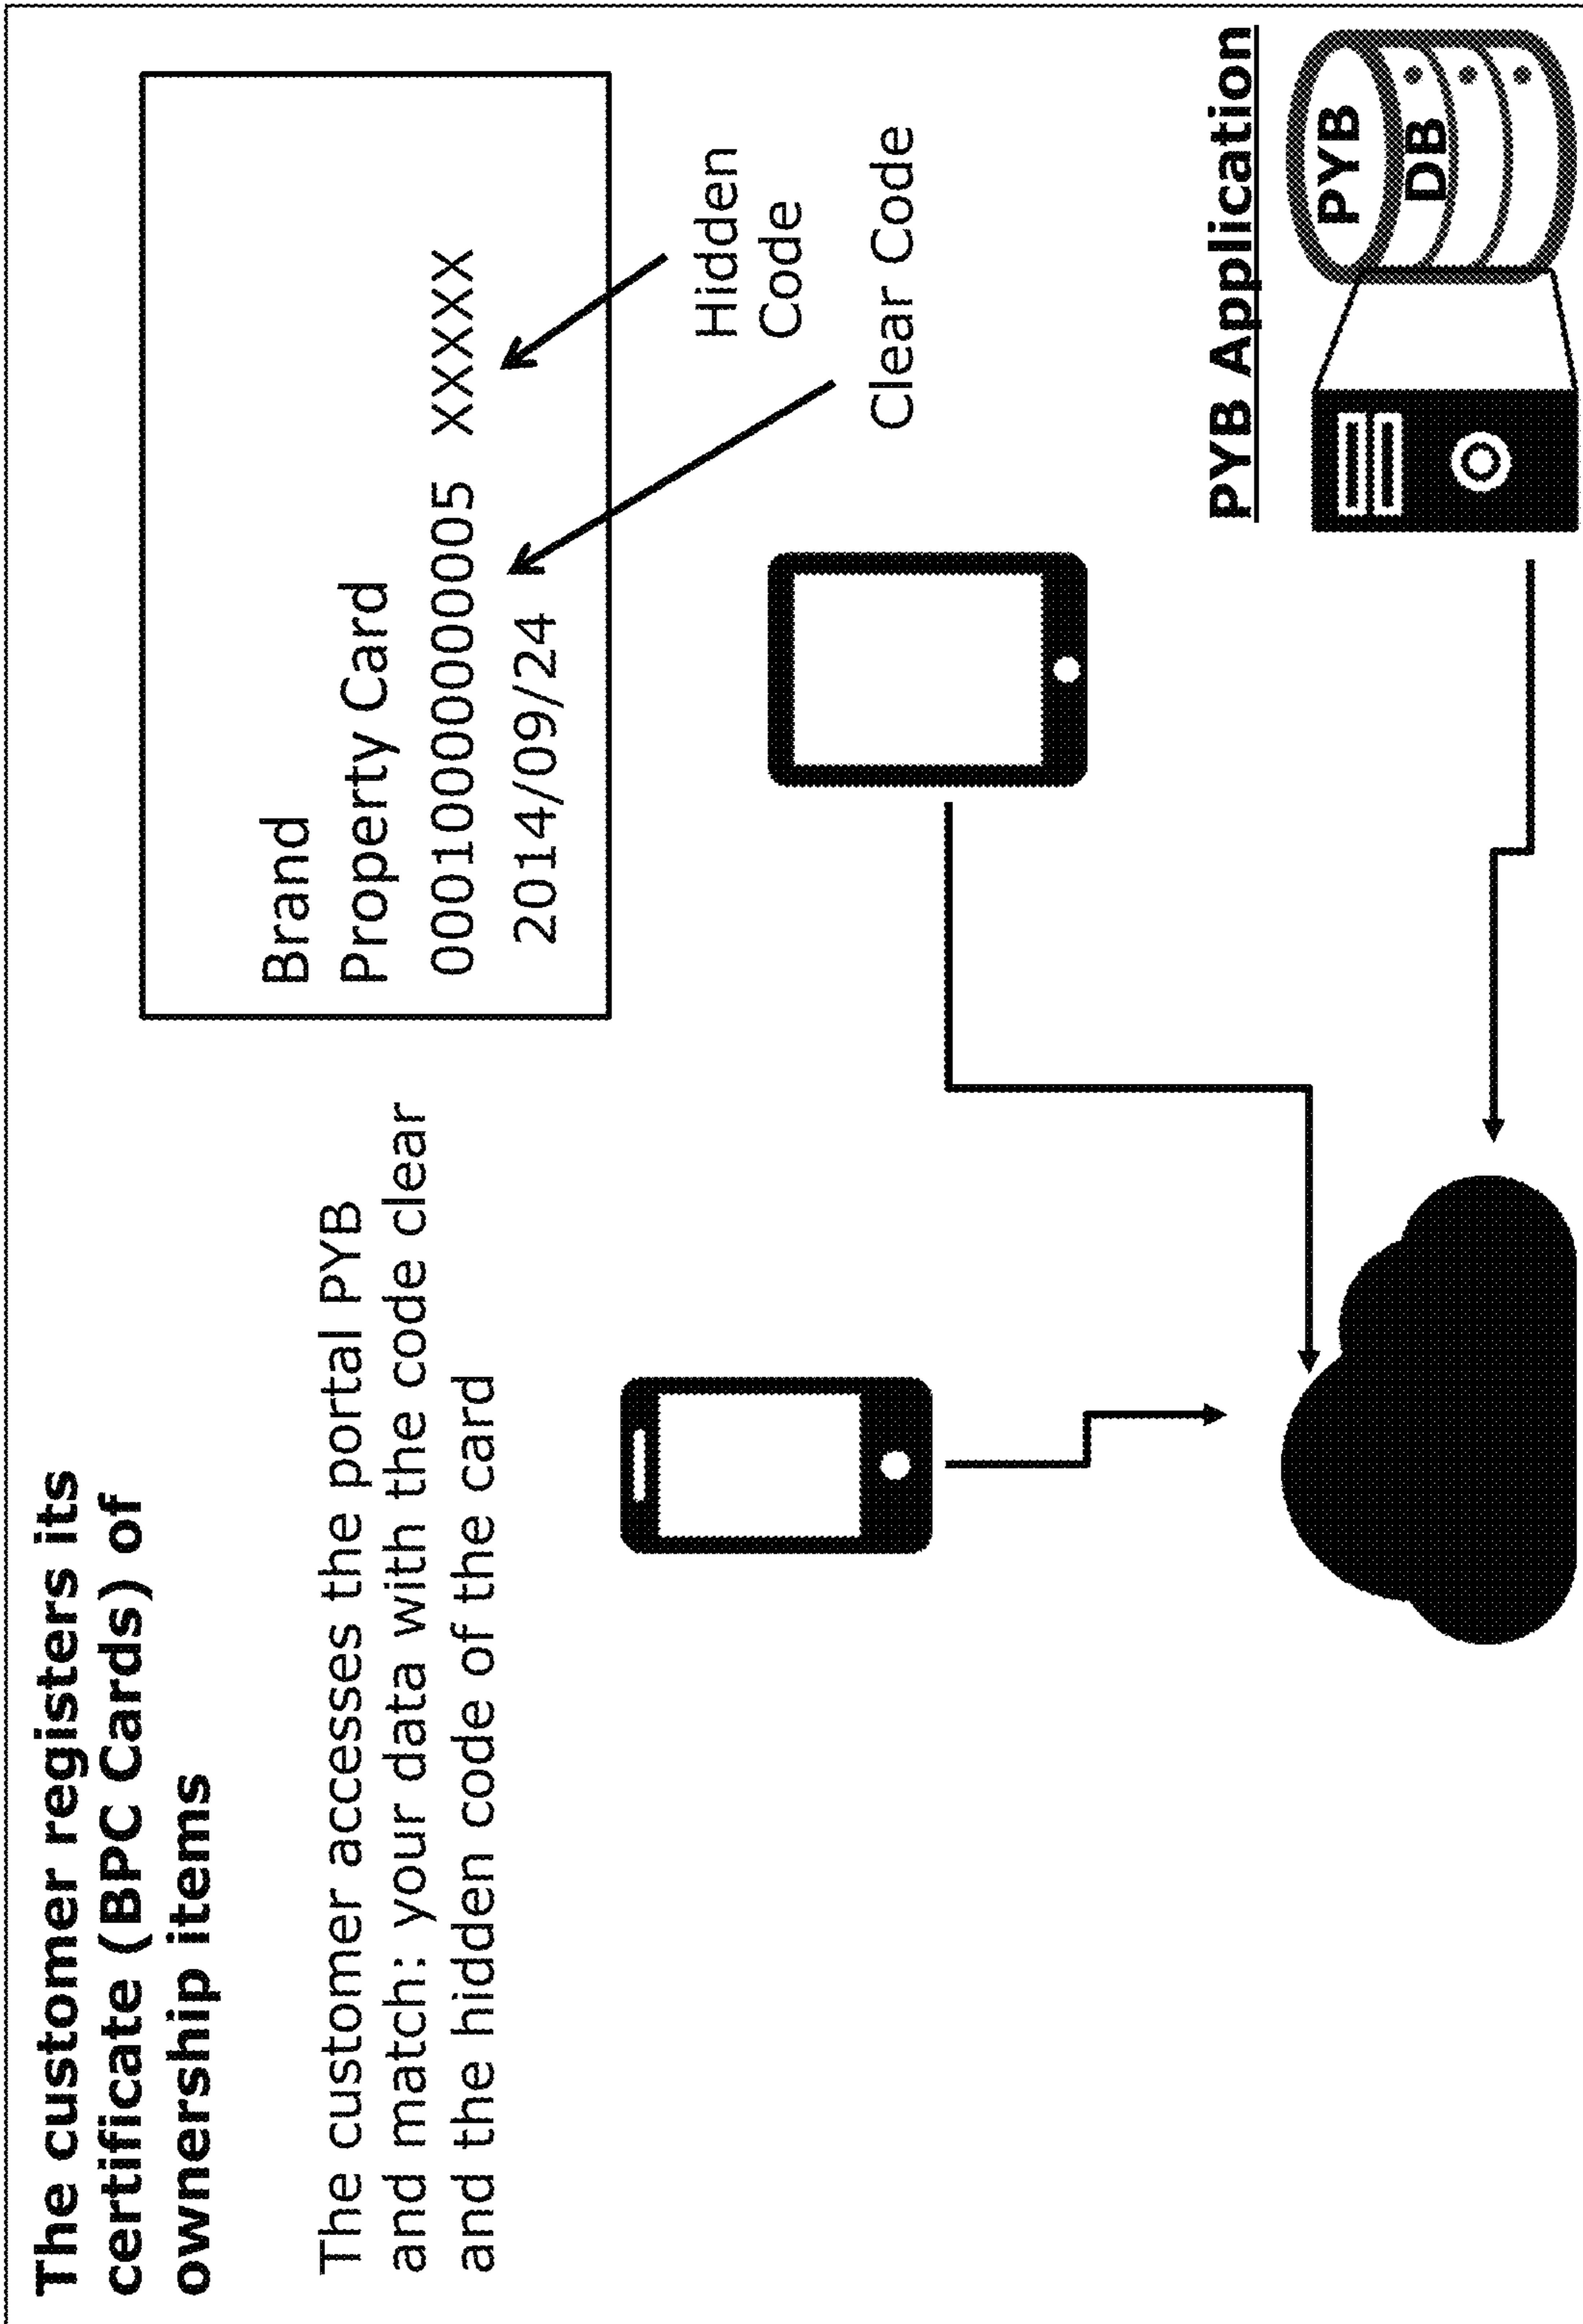 The customer registers its
certificate (BPC Cards) of
ownership items
The customer accesses the portal PYB
and match: your data with the code clear
and the hidden code of the card
Brand
Property Card
00010000000005 XXXXX
2014/09/24
Hidden
Code
Clear Code
PYB Application
PYB
DB